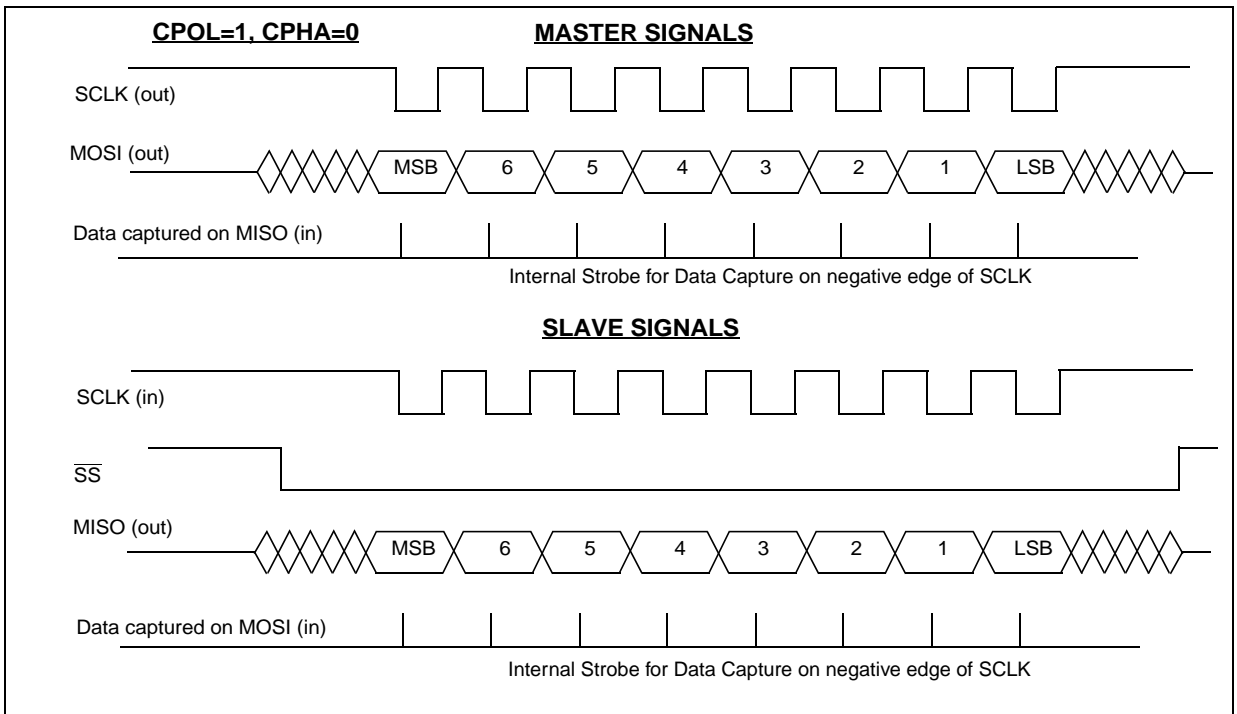 CPOL=1, CPHA=0 MASTER SIGNALS
SCLK (out)
MOSI (out)
MSB 6 5 4 3 2 1 LSB
Data captured on MISO (in)
Internal Strobe for Data Capture on negative edge of SCLK
SLAVE SIGNALS
SCLK (in)
SS
MISO (out)
MSB 6 5 4 3 2 1 LSB
Data captured on MOSI (in)
Internal Strobe for Data Capture on negative edge of SCLK